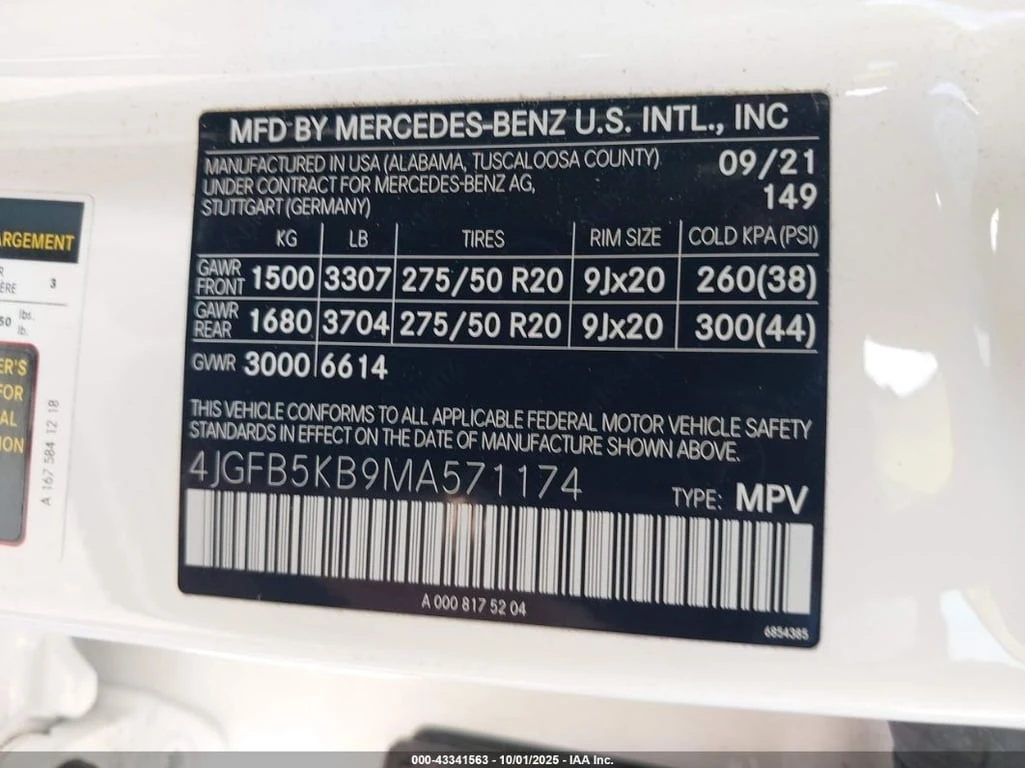 MFD BY MERCEDES-BENZ U.S. INTL., INC
MANUFACTURED IN USA (ALABAMA, TUSCALOOSA COUNTY) 09/21
UNDER CONTRACT FOR MERCEDES-BENZ AG, 149
STUTTGART (GERMANY)
KG LB TIRES RIM SIZE COLD KPA (PSI)
GAWR FRONT 1500 3307 275/50 R20 9Jx20 260(38)
GAWR REAR 1680 3704 275/50 R20 9Jx20 300(44)
GVWR 3000 6614
THIS VEHICLE CONFORMS TO ALL APPLICABLE FEDERAL MOTOR VEHICLE SAFETY
STANDARDS IN EFFECT ON THE DATE OF MANUFACTURE SHOWN ABOVE.
4JGFB5KB9MA571174
TYPE: MPV
A 000 817 52 04
6854385
3
lbs.
lb.
A 167 584 12 18
000-43341563 - 10/01/2025 - IAA Inc.